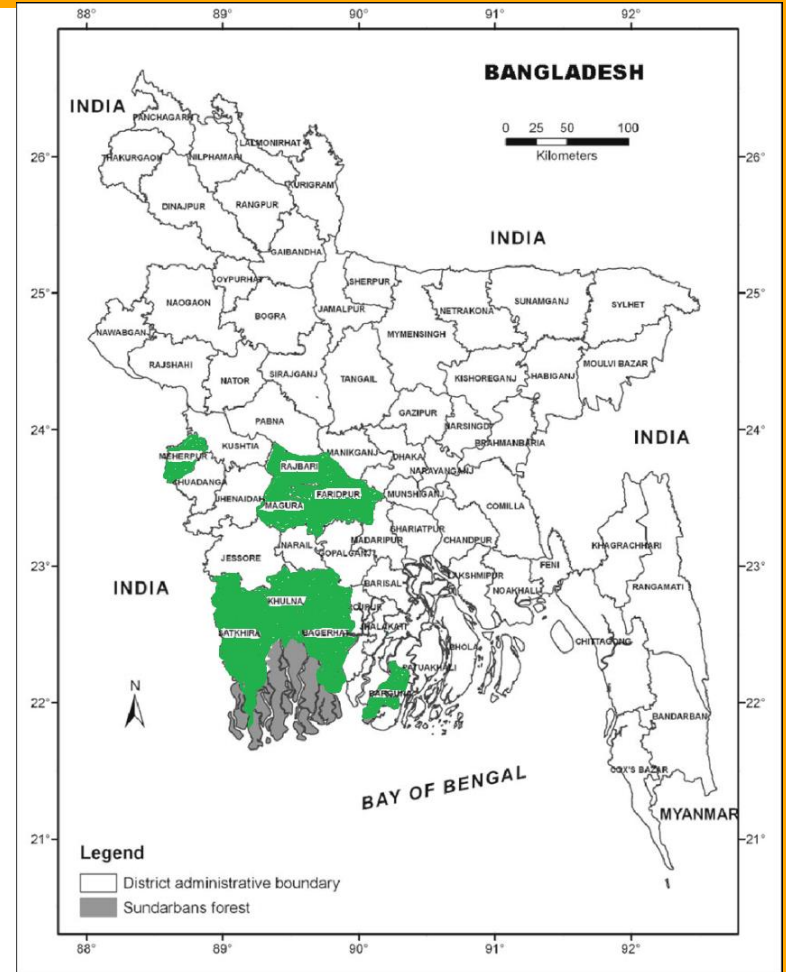 88°
89°
90°
91°
92°
BANGLADESH
INDIA
0 25 50 100
Kilometers
PANCHAGARH
LALMONIRHAT
26°
THAKURGAON
NILPHAMARI
26°
KURIGRAM
DINAJPUR
RANGPUR
INDIA
GAIBANDHA
JOYPURHAT
SHERPUR
25°
NAOGAON
JAMALPUR
NETRAKONA
SUNAMGANJ
SYLHET
25°
BOGRA
NAWABGAN
MYMENSINGH
RAJSHAHI
SIRAJGANJ
MOULVI BAZAR
NATOR
TANGAIL
KISHOREGANJ
HABIGANJ
GAZIPUR
PABNA
NARSINGDI
24°
INDIA
24°
KUSHTIA
MANIKGANJ
DHAKA
BRAHMANBARIA
MEHERPUR
RAJBARI
NARAYANGANJ
CHUADANGA
FARIDPUR
MUNSHIGANJ
JHENAIDAH
MAGURA
COMILLA
SHARIATPUR
MADARIPUR
CHANDPUR
NARAIL
KHAGRACHHARI
JESSORE
GOPALGANJ
23°
FENI
23°
LAKSHMIPUR
INDIA
BARISAL
NOAKHALI
RANGAMATI
KHULNA
JHALAKATI
SATKHIRA
BAGERHAT
BHOLA
CHITTAGONG
PATUAKHALI
N
BARGUNA
22°
22°
BANDARBAN
COX'S BAZAR
BAY OF BENGAL
MYANMAR
21°
21°
Legend
District administrative boundary
Sundarbans forest
88°
89°
90°
91°
92°